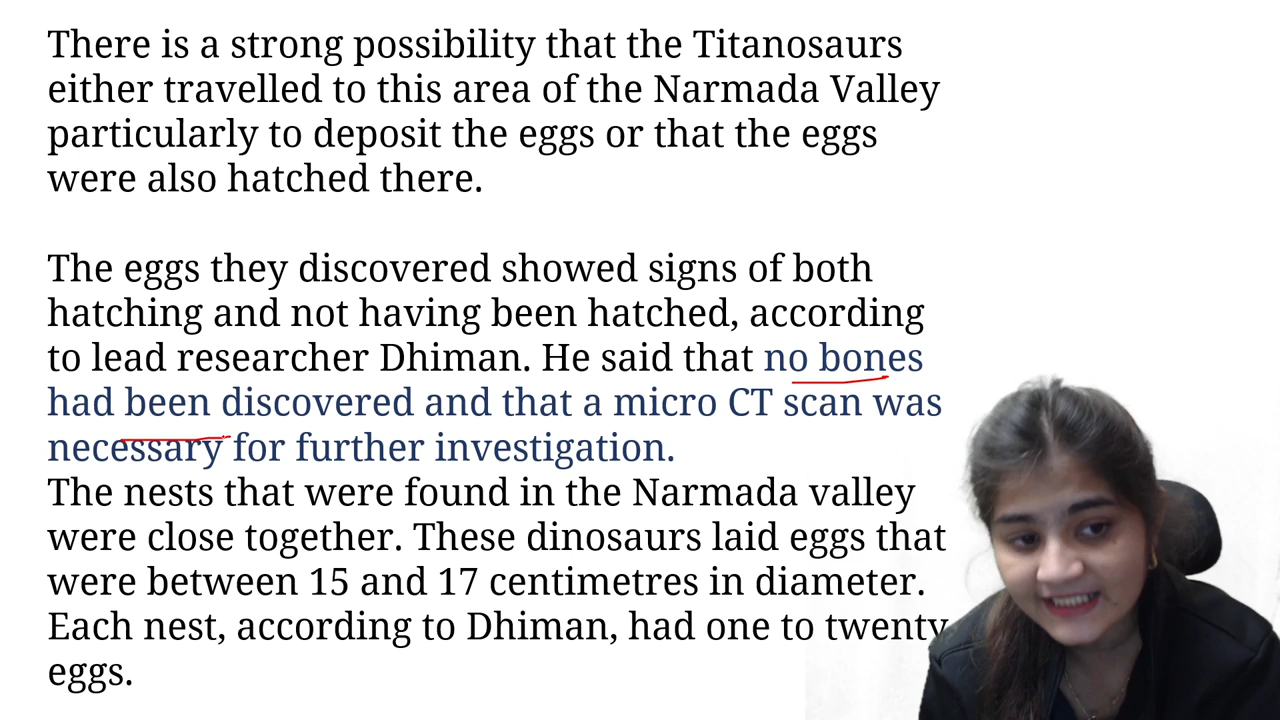 There is a strong possibility that the Titanosaurs
either travelled to this area of the Narmada Valley
particularly to deposit the eggs or that the eggs
were also hatched there.
The eggs they discovered showed signs of both
hatching and not having been hatched, according
to lead researcher Dhiman. He said that no bones
had been discovered and that a micro CT scan was
necessary for further investigation.
The nests that were found in the Narmada valley
were close together. These dinosaurs laid eggs that
were between 15 and 17 centimetres in diameter.
Each nest, according to Dhiman, had one to twenty
eggs.